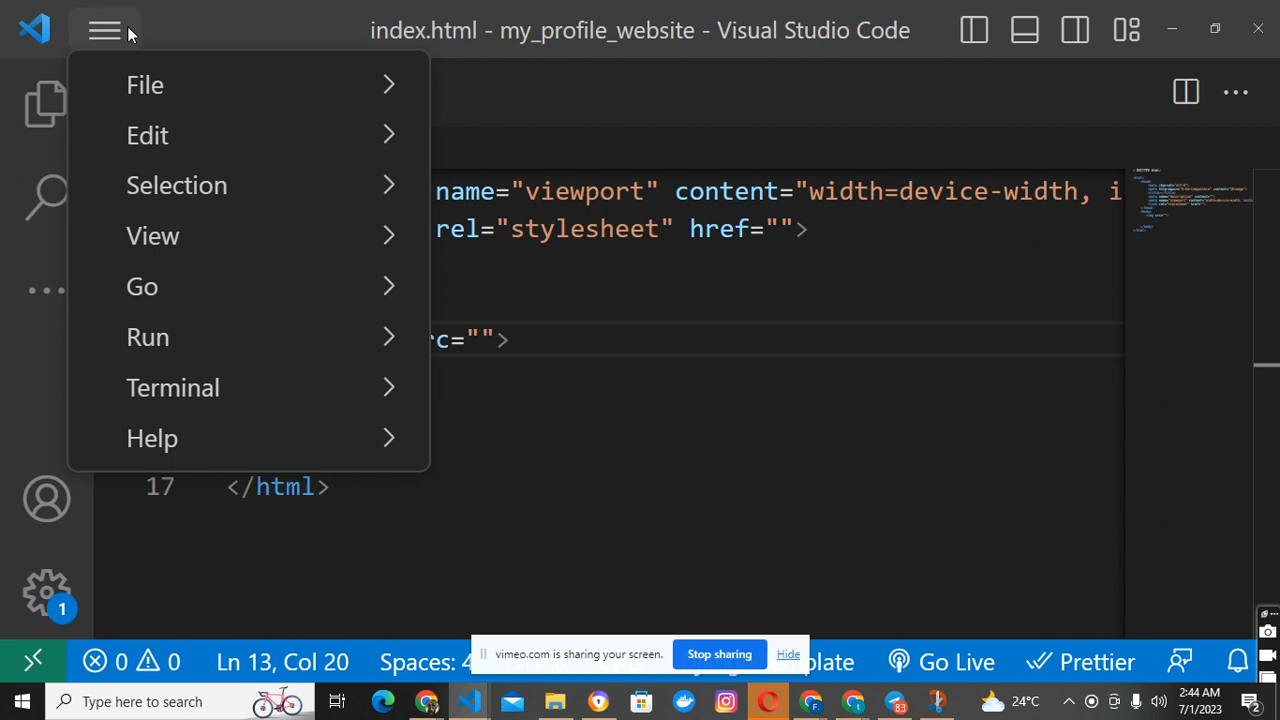 index.html - my_profile_website - Visual Studio Code
File
Edit
Selection
View
Go
Run
Terminal
Help
name="viewport" content="width=device-width, i
rel="stylesheet" href="">
rc="">
17 </html>
1
0 0 Ln 13, Col 20 Spaces: 4 plate Go Live Prettier
vimeo.com is sharing your screen. Stop sharing Hide
Type here to search
83
24°C
2:44 AM
7/1/2023
2